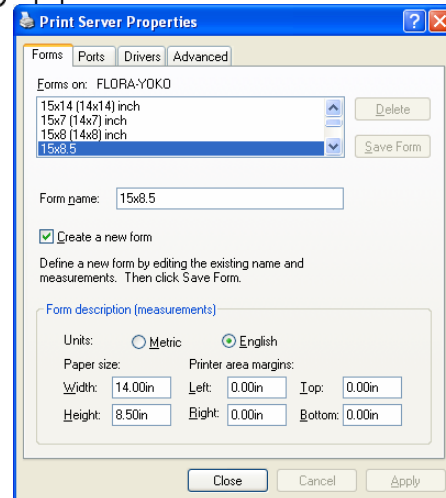 Print Server Properties
Forms Ports Drivers Advanced
Forms on: FLORA-YOKO
15x14 (14x14) inch
15x7 (14x7) inch
15x8 (14x8) inch
15x8.5
Delete
Save Form
Form name: 15x8.5
Create a new form
Define a new form by editing the existing name and
measurements. Then click Save Form.
Form description (measurements)
Units: Metric English
Paper size: Printer area margins:
Width: 14.00in Left: 0.00in Top: 0.00in
Height: 8.50in Right: 0.00in Bottom: 0.00in
Close Cancel Apply